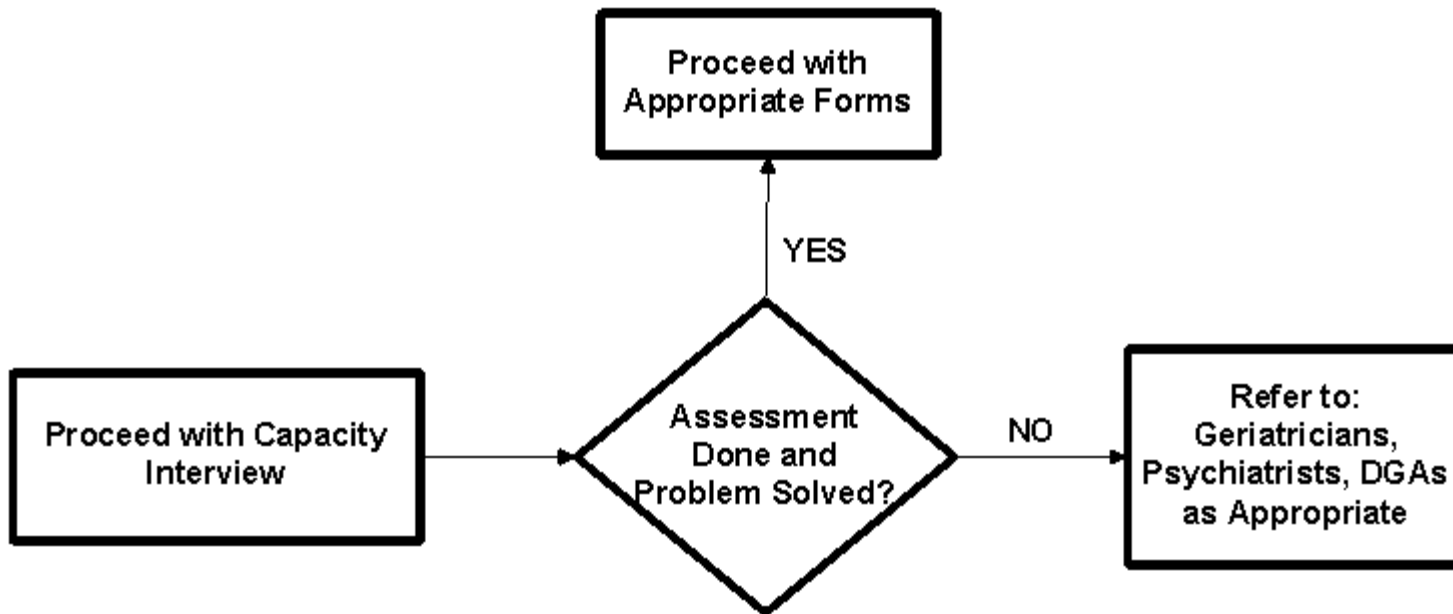 Proceed with
Appropriate Forms
YES
Proceed with Capacity
Interview
Assessment
Done and
Problem Solved?
NO
Refer to:
Geriatricians,
Psychiatrists, DGAs
as Appropriate